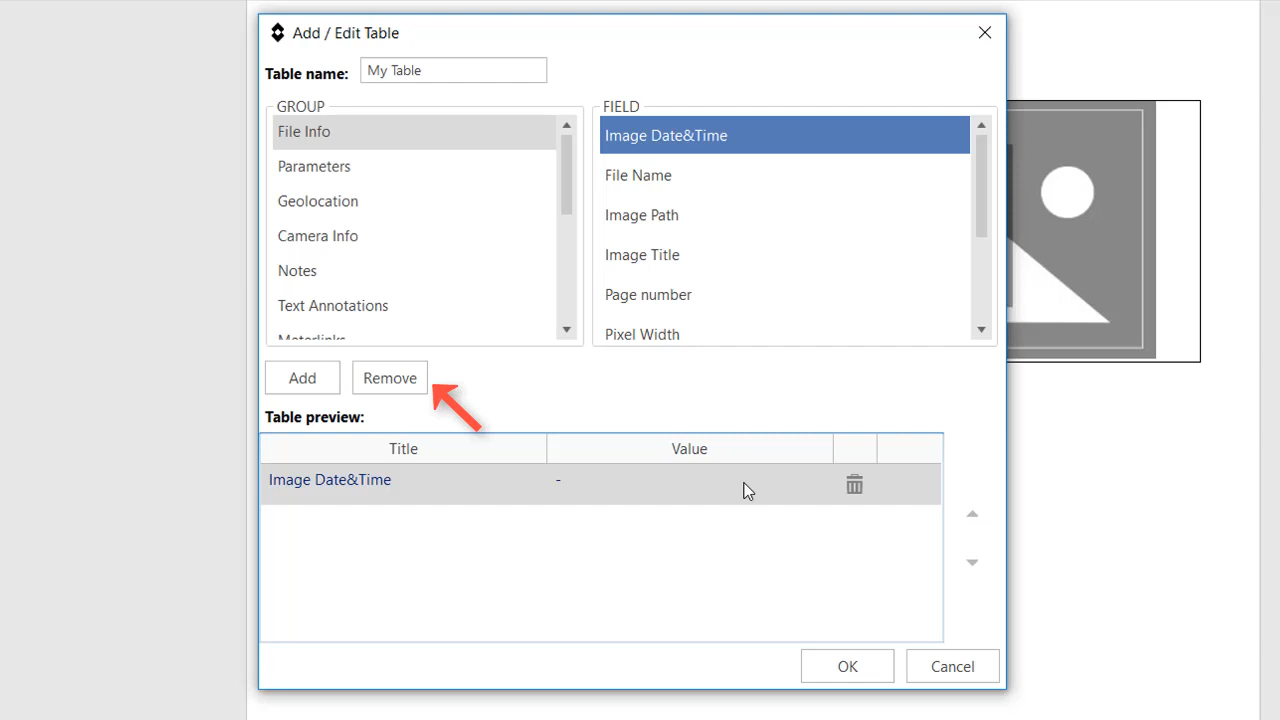 Add / Edit Table
Table name: My Table
GROUP
File Info
Parameters
Geolocation
Camera Info
Notes
Text Annotations
Meterlinks
FIELD
Image Date&Time
File Name
Image Path
Image Title
Page number
Pixel Width
Add Remove
Table preview:
Title Value
Image Date&Time -
OK Cancel